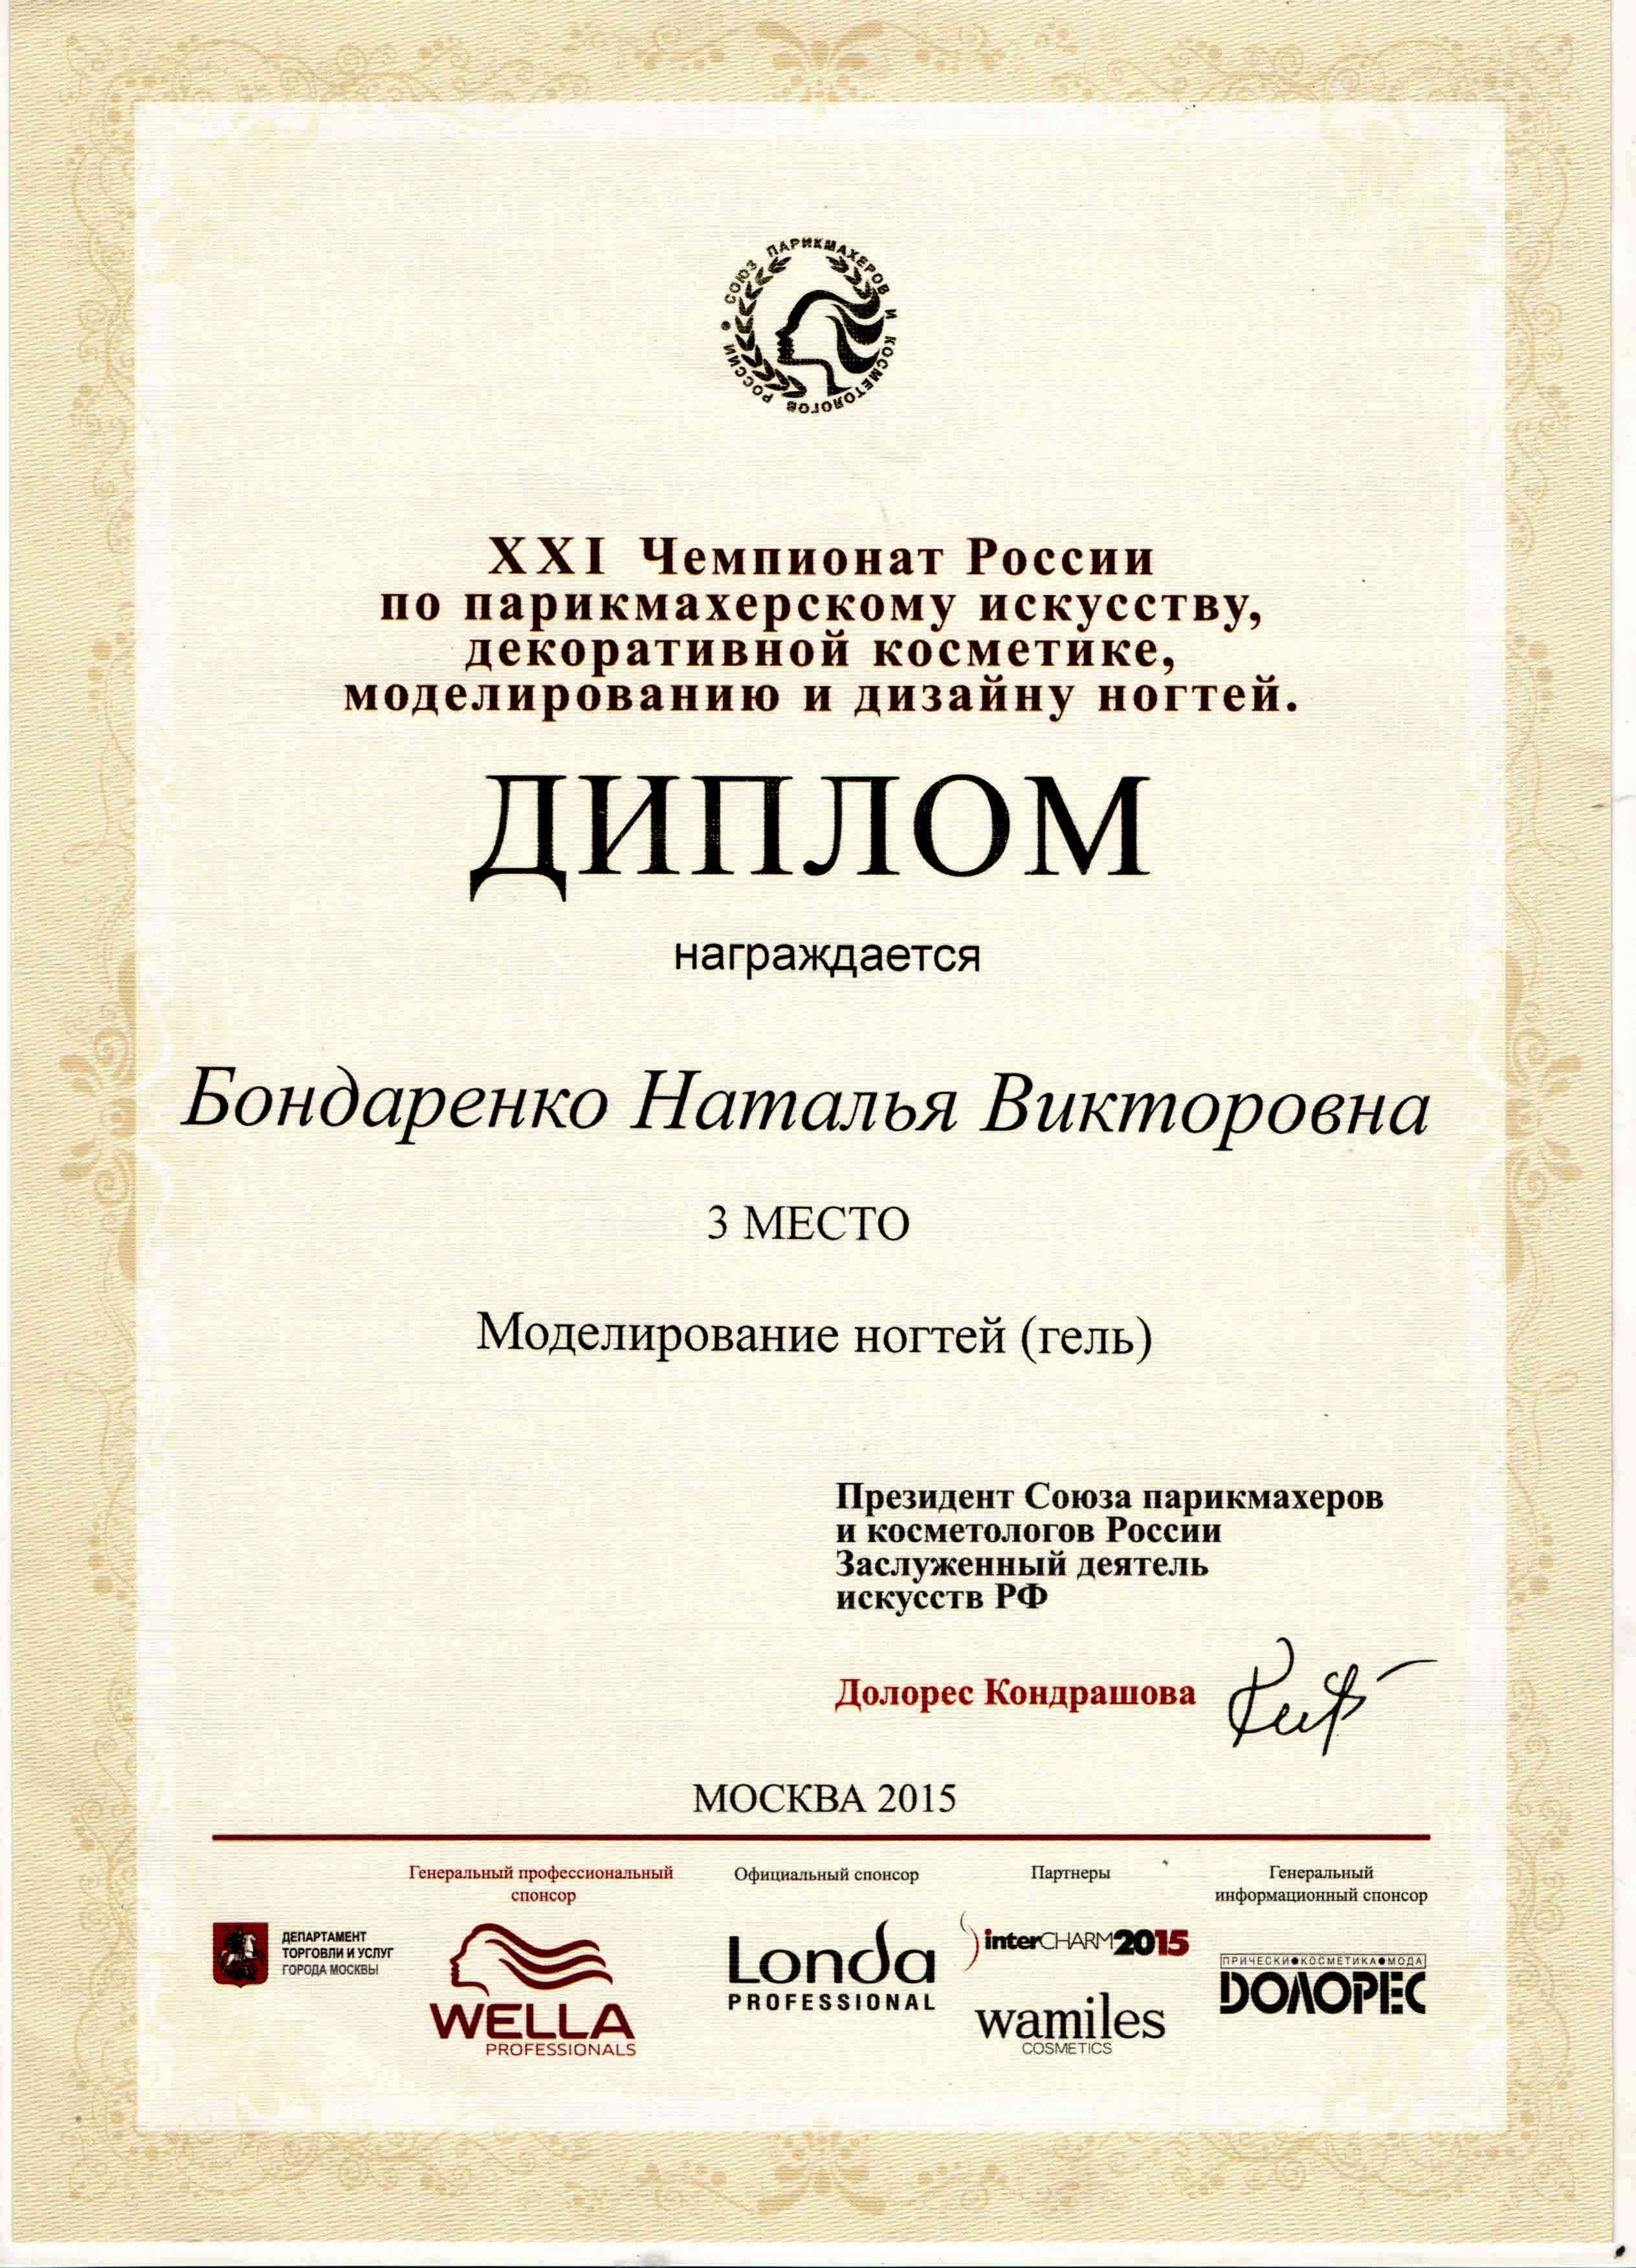 СОЮЗ ПАРИКМАХЕРОВ И КОСМЕТОЛОГОВ РОССИИ •
XXI Чемпионат России
по парикмахерскому искусству,
декоративной косметике,
моделированию и дизайну ногтей.
ДИПЛОМ
награждается
Бондаренко Наталья Викторовна
3 МЕСТО
Моделирование ногтей (гель)
Президент Союза парикмахеров
и косметологов России
Заслуженный деятель
искусств РФ
Долорес Кондрашова
МОСКВА 2015
ДЕПАРТАМЕНТ
ТОРГОВЛИ И УСЛУГ
ГОРОДА МОСКВЫ
Генеральный профессиональный
спонсор
WELLA
PROFESSIONALS
Официальный спонсор
Londa
PROFESSIONAL
Партнеры
interCHARM2015
wamiles
COSMETICS
Генеральный
информационный спонсор
ПРИЧЕСКИ•КОСМЕТИКА•МОДА
ДОЛОРЕС